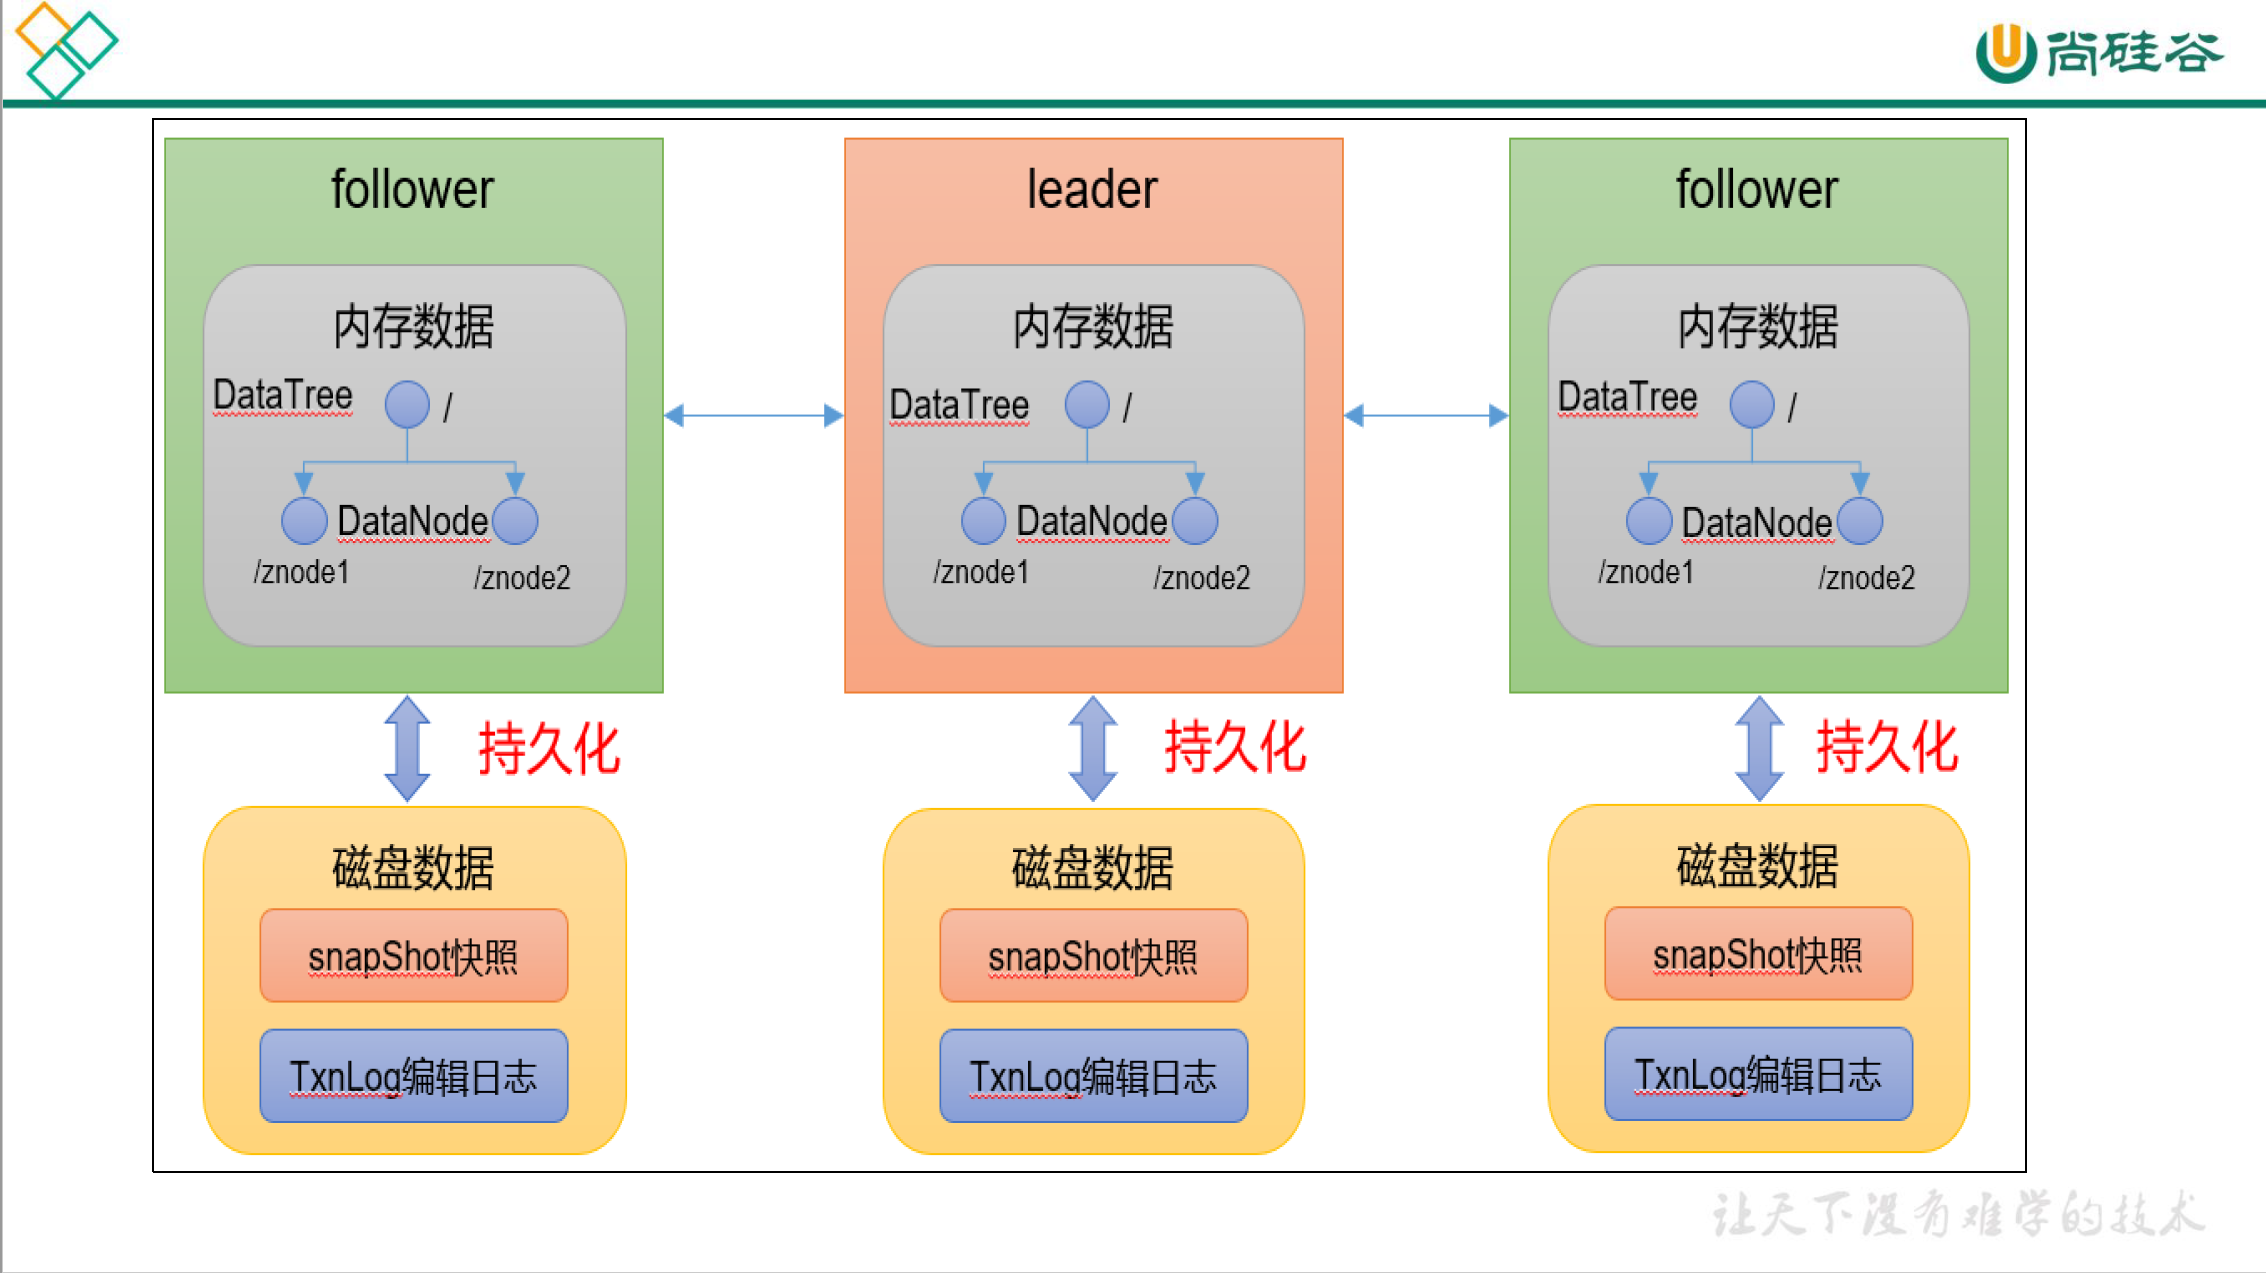 尚硅谷
follower
leader
follower
内存数据
内存数据
内存数据
DataTree
/
DataTree
/
DataTree
/
DataNode
DataNode
DataNode
/znode1
/znode2
/znode1
/znode2
/znode1
/znode2
持久化
持久化
持久化
磁盘数据
磁盘数据
磁盘数据
snapShot快照
snapShot快照
snapShot快照
TxnLog编辑日志
TxnLog编辑日志
TxnLog编辑日志
让天下没有难学的技术